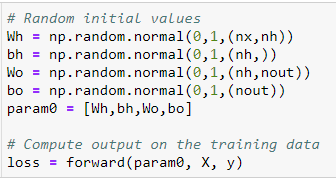 # Random initial values
Wh = np.random.normal(0,1,(nx,nh))
bh = np.random.normal(0,1,(nh,))
Wo = np.random.normal(0,1,(nh,nout))
bo = np.random.normal(0,1,(nout))
param0 = [Wh,bh,Wo,bo]
# Compute output on the training data
loss = forward(param0, X, y)